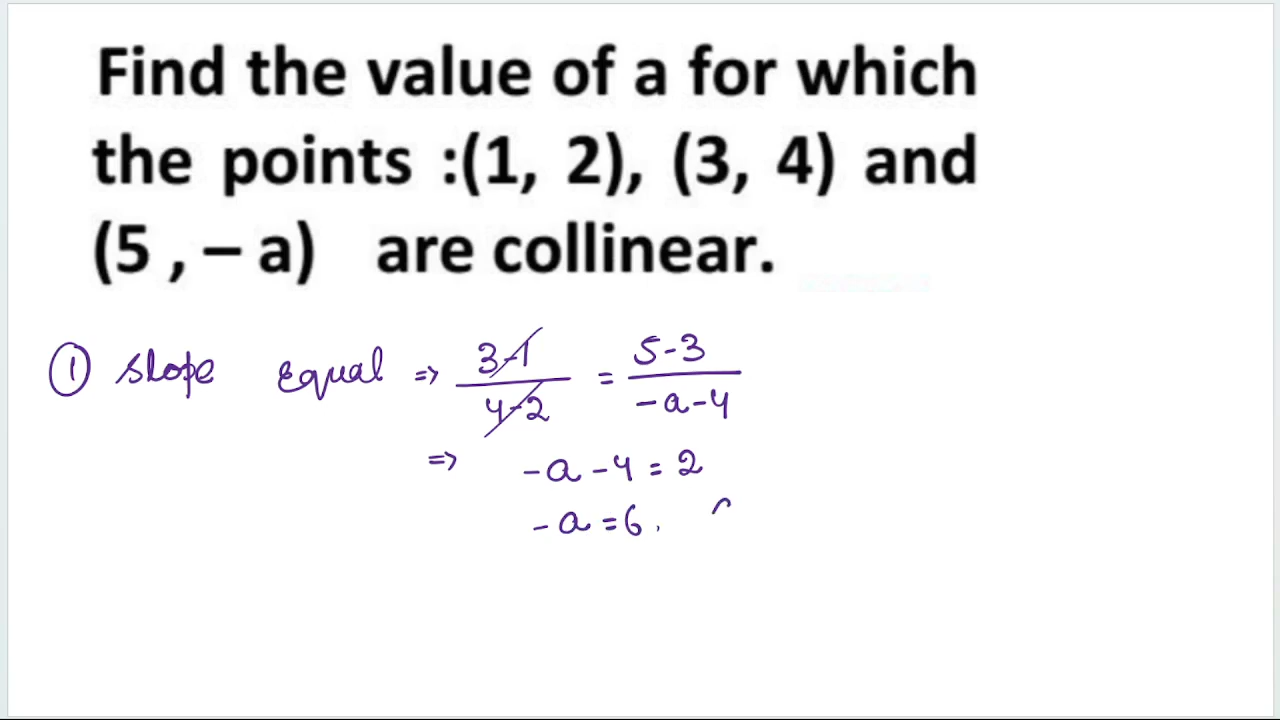 Find the value of a for which
the points :(1, 2), (3, 4) and
(5 , – a) are collinear.
① slope equal => 3-1/4-2 = 5-3/-a-4
=> -a-4 = 2
-a = 6.